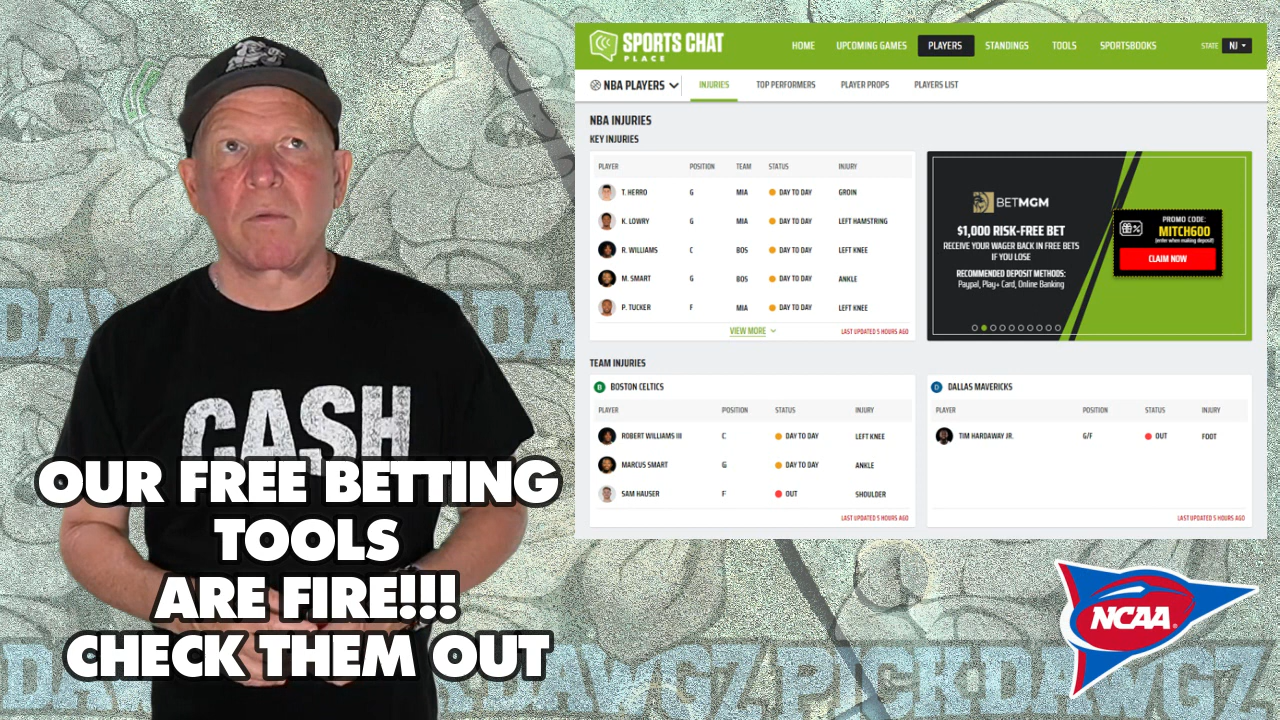 CASH
OUR FREE BETTING
TOOLS
ARE FIRE!!!
CHECK THEM OUT
SPORTS CHAT
PLACE
HOME UPCOMING GAMES PLAYERS STANDINGS TOOLS SPORTSBOOKS STATE NJ
NBA PLAYERS INJURIES TOP PERFORMERS PLAYER PROPS PLAYERS LIST
NBA INJURIES
KEY INJURIES
PLAYER POSITION TEAM STATUS INJURY
T. HERRO G MIA DAY TO DAY GROIN
K. LOWRY G MIA DAY TO DAY LEFT HAMSTRING
R. WILLIAMS C BOS DAY TO DAY LEFT KNEE
M. SMART G BOS DAY TO DAY ANKLE
P. TUCKER F MIA DAY TO DAY LEFT KNEE
VIEW MORE LAST UPDATED 5 HOURS AGO
BETMGM
$1,000 RISK-FREE BET
RECEIVE YOUR WAGER BACK IN FREE BETS
IF YOU LOSE
RECOMMENDED DEPOSIT METHODS:
Paypal, Play+ Card, Online Banking
PROMO CODE:
MITCH600
(enter when making deposit)
CLAIM NOW
TEAM INJURIES
B BOSTON CELTICS
PLAYER POSITION STATUS INJURY
ROBERT WILLIAMS III C DAY TO DAY LEFT KNEE
MARCUS SMART G DAY TO DAY ANKLE
SAM HAUSER F OUT SHOULDER
LAST UPDATED 5 HOURS AGO
D DALLAS MAVERICKS
PLAYER POSITION STATUS INJURY
TIM HARDAWAY JR. G/F OUT FOOT
LAST UPDATED 5 HOURS AGO
NCAA
PICK-DAWGZ